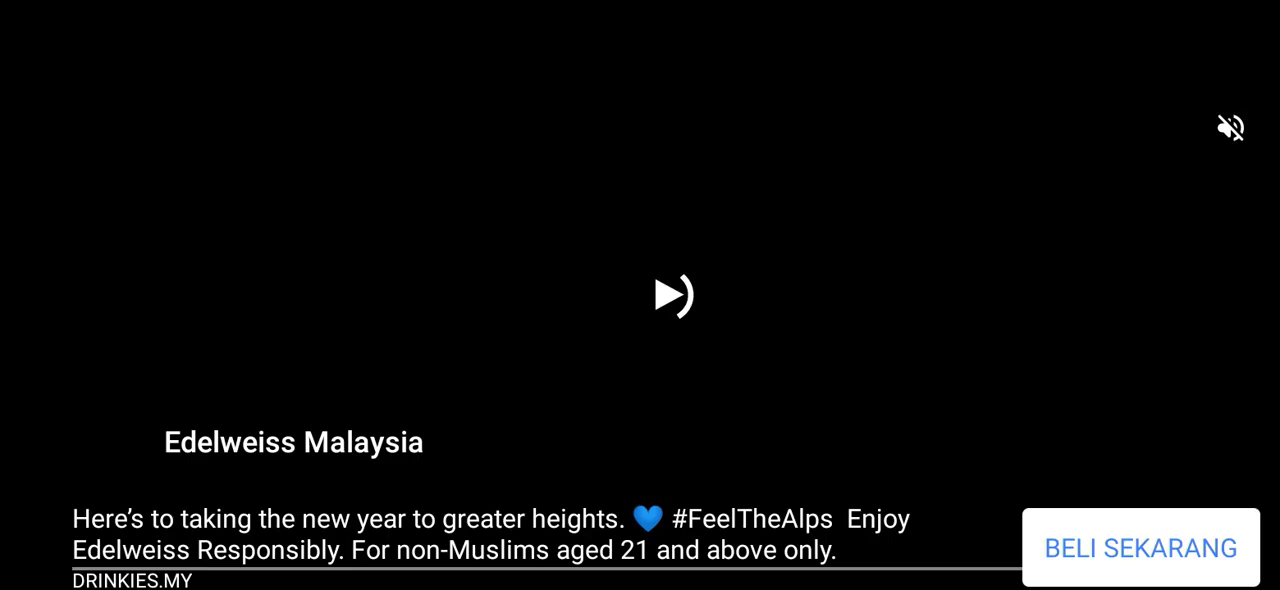 Edelweiss Malaysia
Here’s to taking the new year to greater heights. 💙 #FeelTheAlps Enjoy
Edelweiss Responsibly. For non-Muslims aged 21 and above only.
BELI SEKARANG
DRINKIES.MY